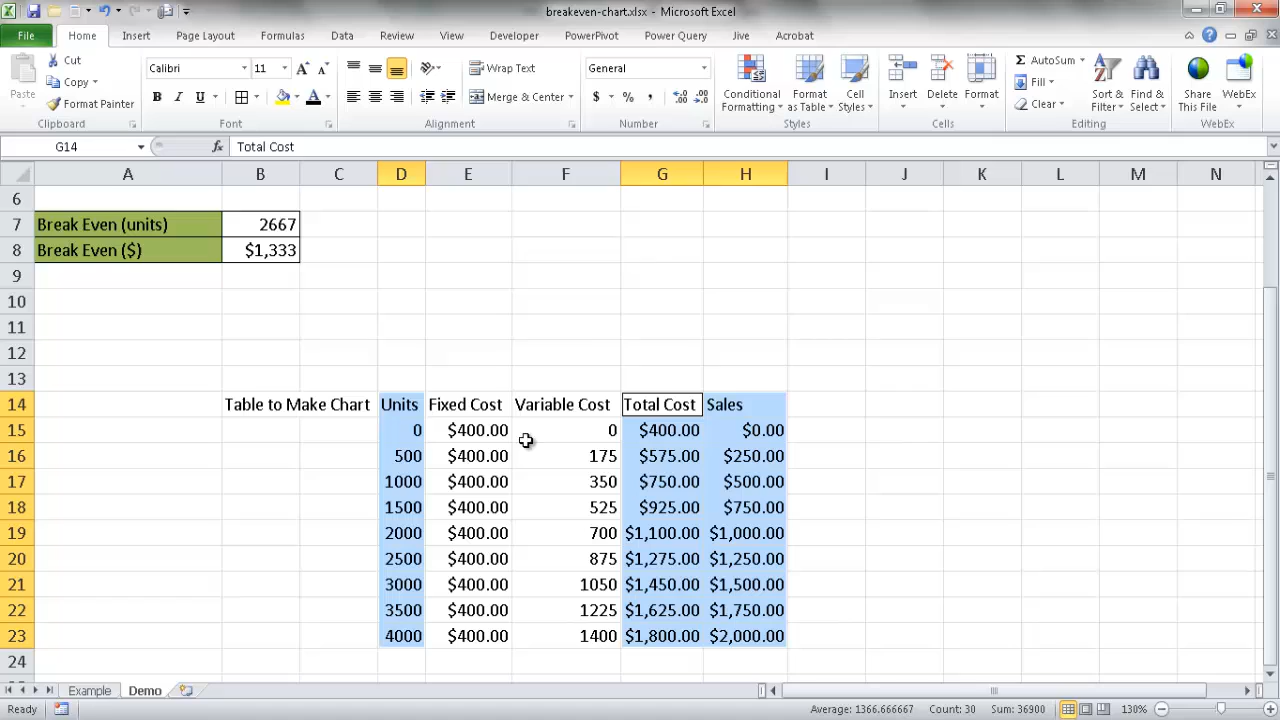 breakeven-chart.xlsx - Microsoft Excel
File Home Insert Page Layout Formulas Data Review View Developer PowerPivot Power Query Jive Acrobat
Paste Cut Copy Format Painter
Calibri 11
B I U A
Wrap Text
Merge & Center
General
$ % ,
Conditional Formatting
Format as Table
Cell Styles
Insert Delete Format
AutoSum
Fill
Clear
Sort & Filter
Find & Select
Share This File
WebEx
Clipboard Font Alignment Number Styles Cells Editing WebEx
G14 fx Total Cost
A B C D E F G H I J K L M N
6
7 Break Even (units) 2667
8 Break Even ($) $1,333
9
10
11
12
13
14 Table to Make Chart Units Fixed Cost Variable Cost Total Cost Sales
15 0 $400.00 0 $400.00 $0.00
16 500 $400.00 175 $575.00 $250.00
17 1000 $400.00 350 $750.00 $500.00
18 1500 $400.00 525 $925.00 $750.00
19 2000 $400.00 700 $1,100.00 $1,000.00
20 2500 $400.00 875 $1,275.00 $1,250.00
21 3000 $400.00 1050 $1,450.00 $1,500.00
22 3500 $400.00 1225 $1,625.00 $1,750.00
23 4000 $400.00 1400 $1,800.00 $2,000.00
24
Example Demo
Ready Average: 1366.666667 Count: 30 Sum: 36900 130%